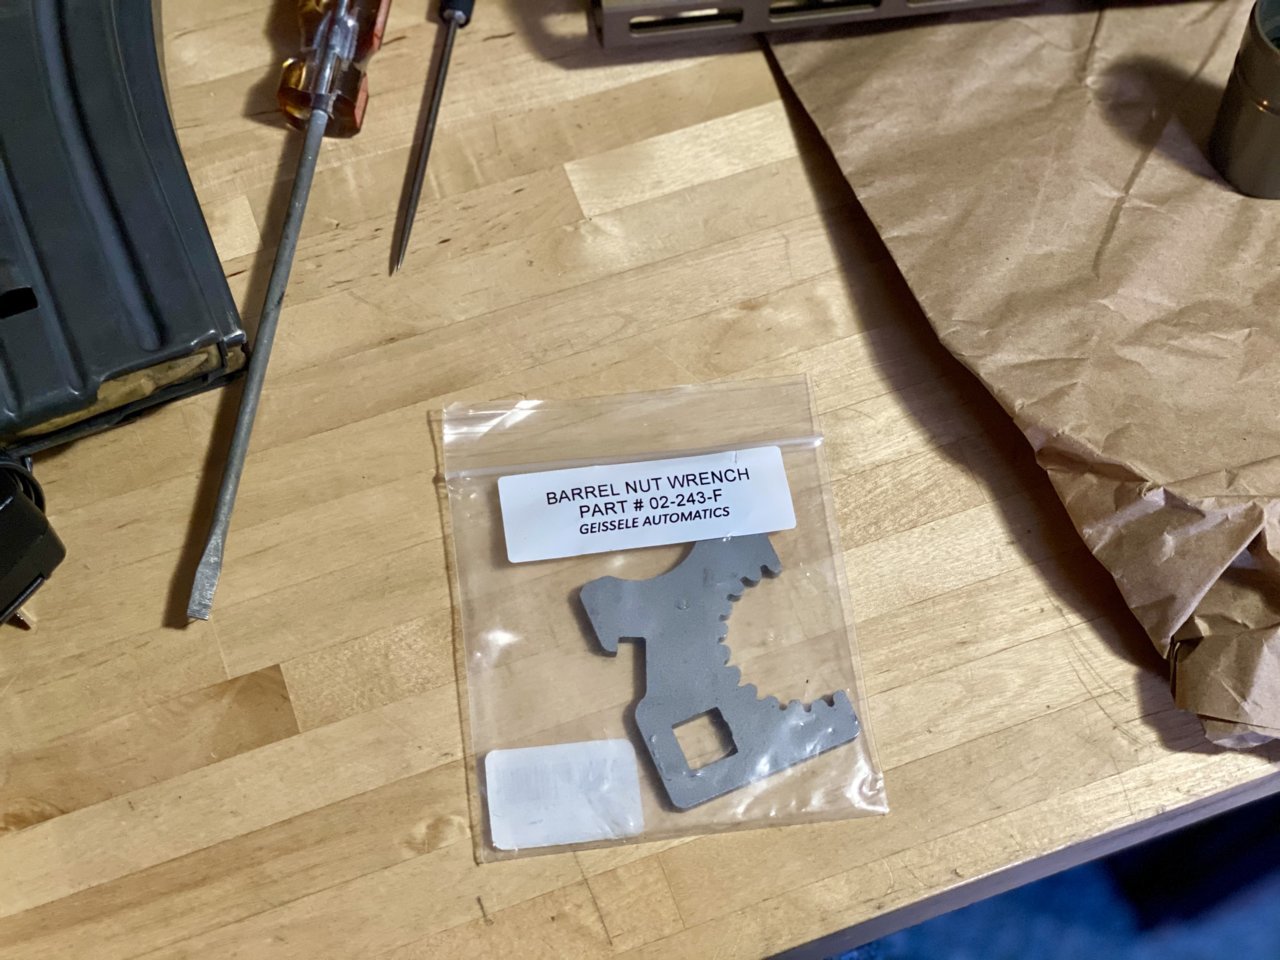 BARREL NUT WRENCH
PART # 02-243-F
GEISSELE AUTOMATICS